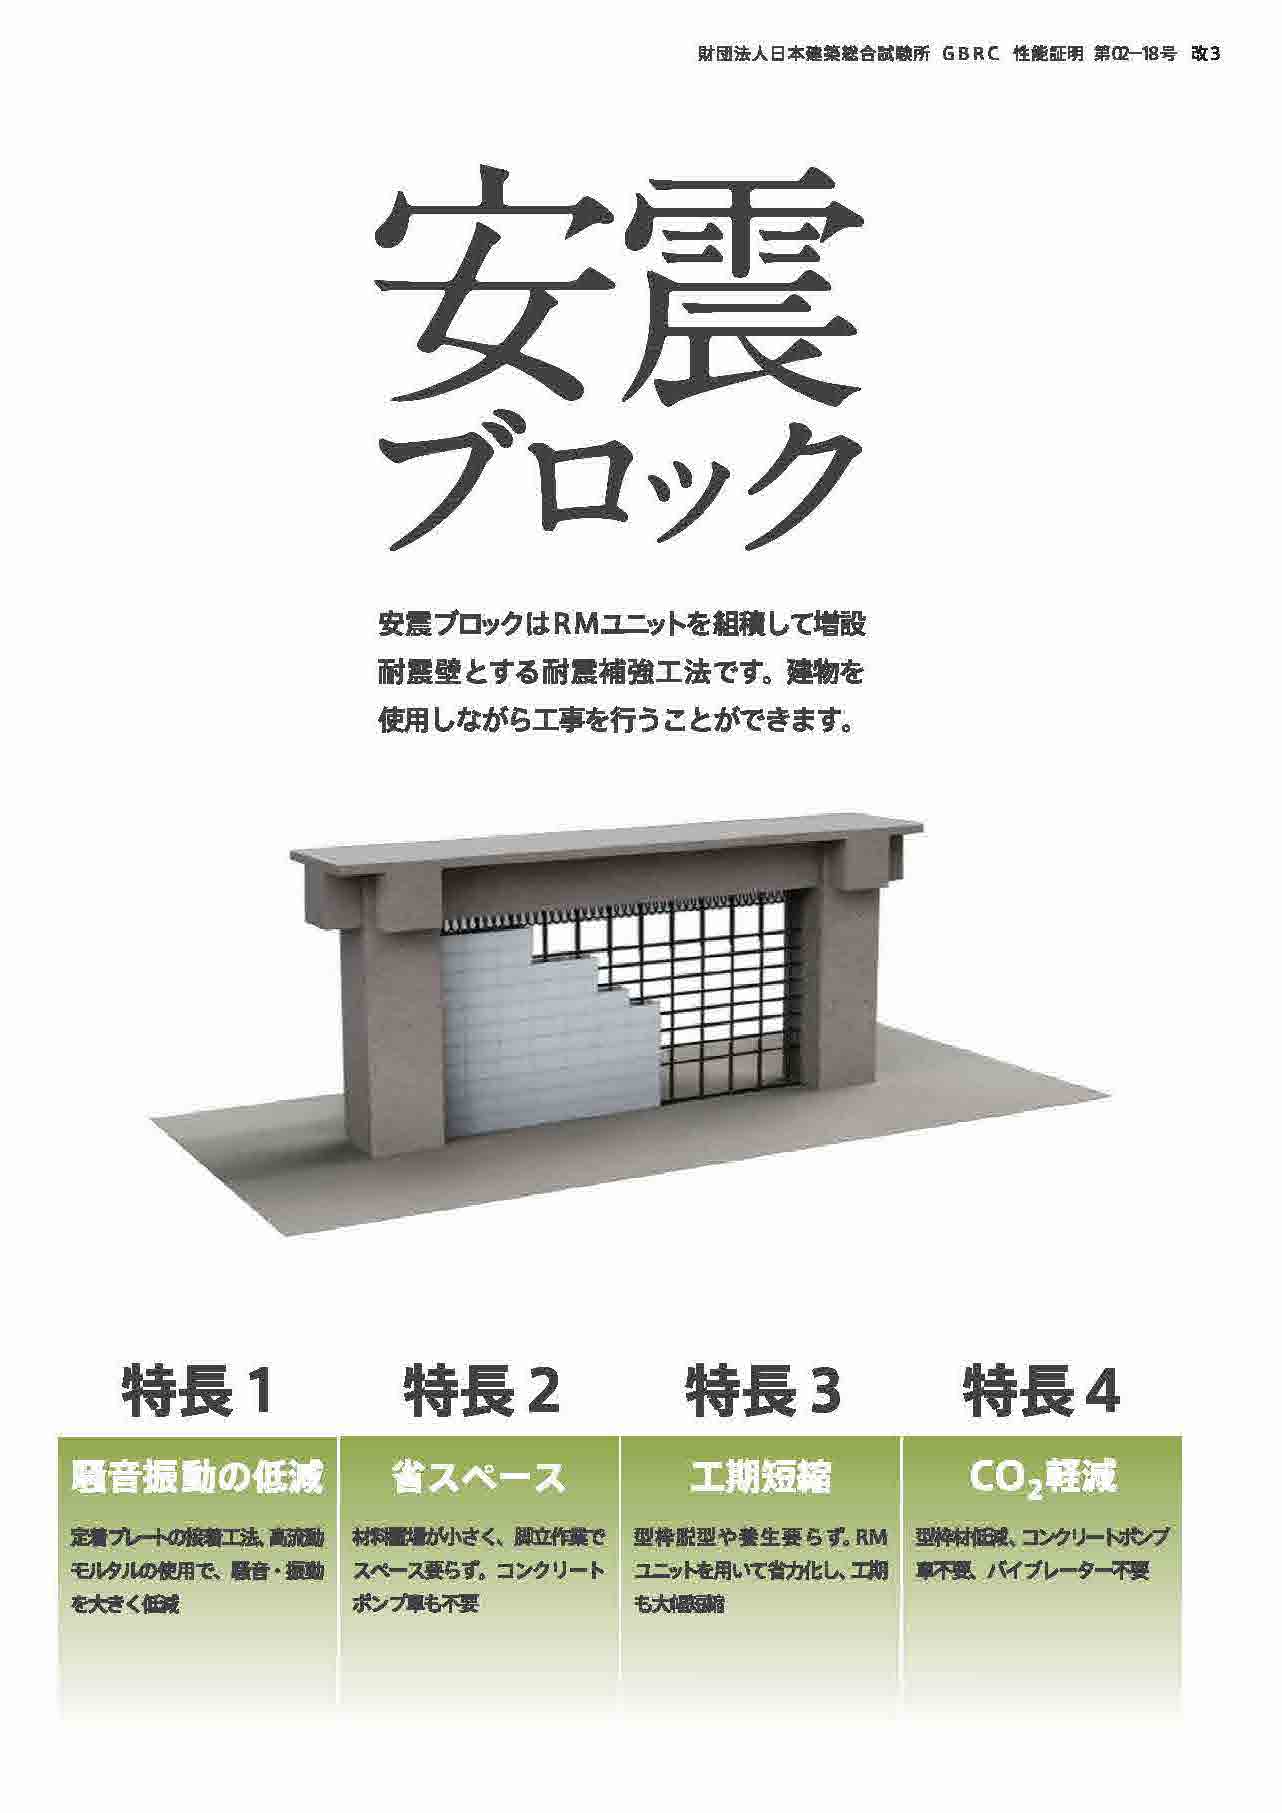 財団法人日本建築総合試験所 GBRC 性能証明 第02−18号 改3
安震
ブロック
安震ブロックはRMユニットを組積して増設
耐震壁とする耐震補強工法です。建物を
使用しながら工事を行うことができます。
特長1
特長2
特長3
特長4
騒音振動の低減
定着プレートの接着工法、高流動
モルタルの使用で、騒音・振動
を大きく低減
省スペース
材料置場が小さく、脚立作業で
スペース要らず。コンクリート
ポンプ車も不要
工期短縮
型枠脱型や養生要らず。RM
ユニットを用いて省力化し、工期
も大幅短縮
CO₂軽減
型枠材低減、コンクリートポンプ
車不要、バイブレーター不要